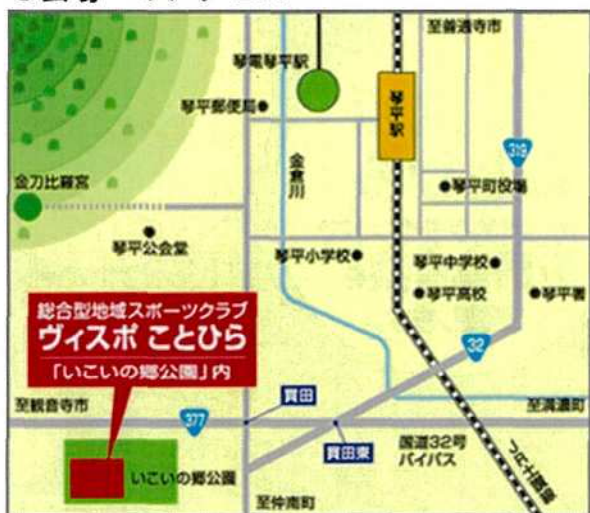 至善通寺市
琴電琴平駅
琴平駅
琴平郵便局
319
金倉川
金刀比羅宮
琴平町役場
琴平公会堂
琴平小学校
琴平中学校
琴平高校
琴平署
総合型地域スポーツクラブ
ヴィスポ ことひら
「いこいの郷公園」内
32
至観音寺市
377
買田
至満濃町
買田東
国道32号
バイパス
JR土讃線
いこいの郷公園
至仲南町